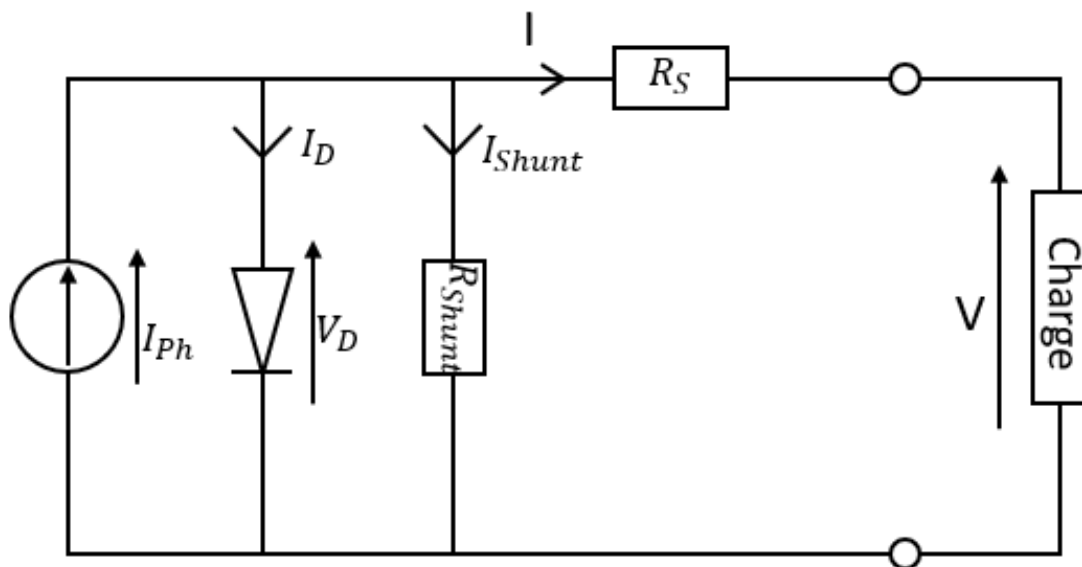 I
R_S
I_D
I_Shunt
I_Ph
V_D
R_Shunt
V
Charge